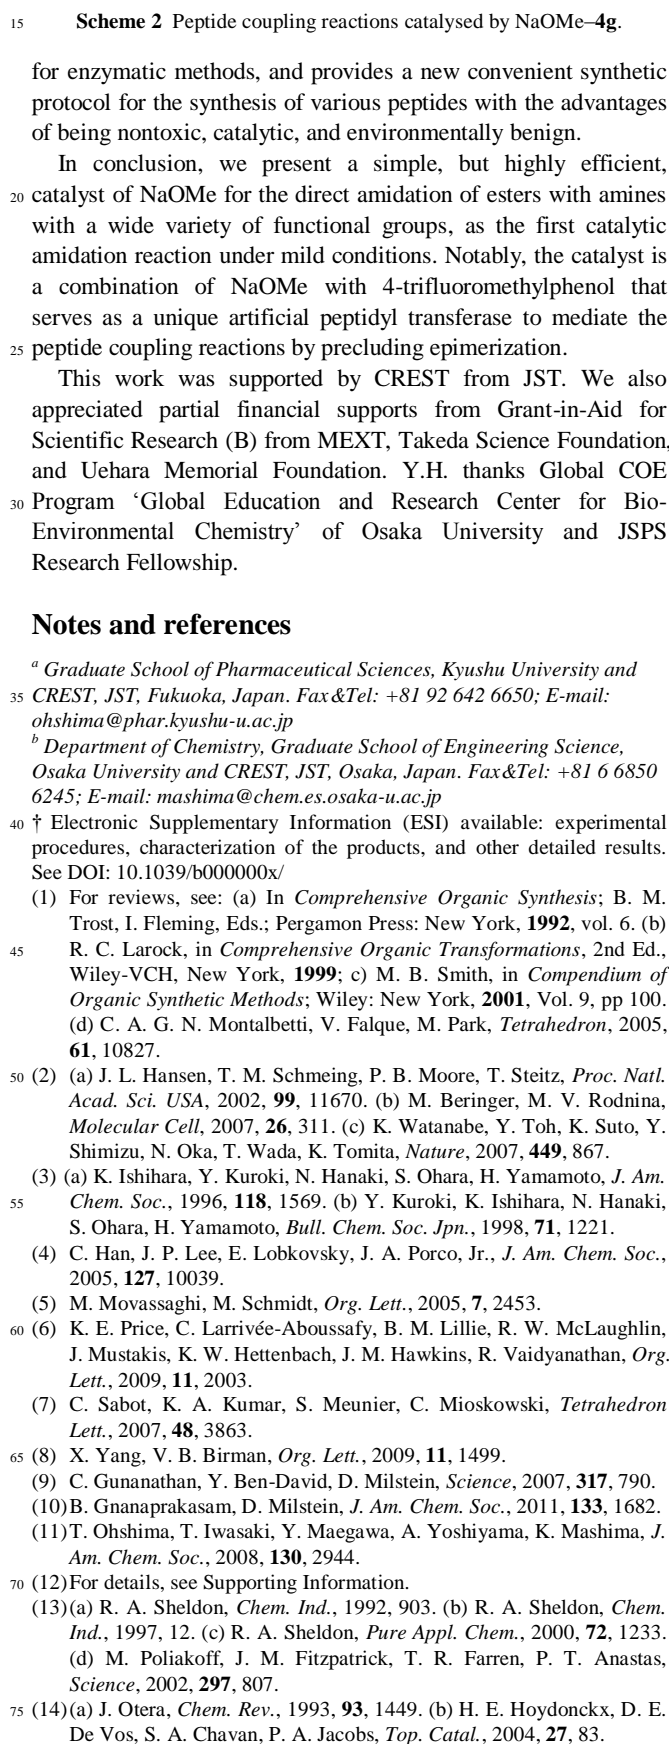 15 Scheme 2 Peptide coupling reactions catalysed by NaOMe–4g.
for enzymatic methods, and provides a new convenient synthetic
protocol for the synthesis of various peptides with the advantages
of being nontoxic, catalytic, and environmentally benign.
In conclusion, we present a simple, but highly efficient,
20 catalyst of NaOMe for the direct amidation of esters with amines
with a wide variety of functional groups, as the first catalytic
amidation reaction under mild conditions. Notably, the catalyst is
a combination of NaOMe with 4-trifluoromethylphenol that
serves as a unique artificial peptidyl transferase to mediate the
25 peptide coupling reactions by precluding epimerization.
This work was supported by CREST from JST. We also
appreciated partial financial supports from Grant-in-Aid for
Scientific Research (B) from MEXT, Takeda Science Foundation,
and Uehara Memorial Foundation. Y.H. thanks Global COE
30 Program ‘Global Education and Research Center for Bio-
Environmental Chemistry’ of Osaka University and JSPS
Research Fellowship.
Notes and references
a Graduate School of Pharmaceutical Sciences, Kyushu University and
35 CREST, JST, Fukuoka, Japan. Fax&Tel: +81 92 642 6650; E-mail:
ohshima@phar.kyushu-u.ac.jp
b Department of Chemistry, Graduate School of Engineering Science,
Osaka University and CREST, JST, Osaka, Japan. Fax&Tel: +81 6 6850
6245; E-mail: mashima@chem.es.osaka-u.ac.jp
40 † Electronic Supplementary Information (ESI) available: experimental
procedures, characterization of the products, and other detailed results.
See DOI: 10.1039/b000000x/
(1) For reviews, see: (a) In Comprehensive Organic Synthesis; B. M.
Trost, I. Fleming, Eds.; Pergamon Press: New York, 1992, vol. 6. (b)
45 R. C. Larock, in Comprehensive Organic Transformations, 2nd Ed.,
Wiley-VCH, New York, 1999; c) M. B. Smith, in Compendium of
Organic Synthetic Methods; Wiley: New York, 2001, Vol. 9, pp 100.
(d) C. A. G. N. Montalbetti, V. Falque, M. Park, Tetrahedron, 2005,
61, 10827.
50 (2) (a) J. L. Hansen, T. M. Schmeing, P. B. Moore, T. Steitz, Proc. Natl.
Acad. Sci. USA, 2002, 99, 11670. (b) M. Beringer, M. V. Rodnina,
Molecular Cell, 2007, 26, 311. (c) K. Watanabe, Y. Toh, K. Suto, Y.
Shimizu, N. Oka, T. Wada, K. Tomita, Nature, 2007, 449, 867.
(3) (a) K. Ishihara, Y. Kuroki, N. Hanaki, S. Ohara, H. Yamamoto, J. Am.
55 Chem. Soc., 1996, 118, 1569. (b) Y. Kuroki, K. Ishihara, N. Hanaki,
S. Ohara, H. Yamamoto, Bull. Chem. Soc. Jpn., 1998, 71, 1221.
(4) C. Han, J. P. Lee, E. Lobkovsky, J. A. Porco, Jr., J. Am. Chem. Soc.,
2005, 127, 10039.
(5) M. Movassaghi, M. Schmidt, Org. Lett., 2005, 7, 2453.
60 (6) K. E. Price, C. Larrivée-Aboussafy, B. M. Lillie, R. W. McLaughlin,
J. Mustakis, K. W. Hettenbach, J. M. Hawkins, R. Vaidyanathan, Org.
Lett., 2009, 11, 2003.
(7) C. Sabot, K. A. Kumar, S. Meunier, C. Mioskowski, Tetrahedron
Lett., 2007, 48, 3863.
65 (8) X. Yang, V. B. Birman, Org. Lett., 2009, 11, 1499.
(9) C. Gunanathan, Y. Ben-David, D. Milstein, Science, 2007, 317, 790.
(10)B. Gnanaprakasam, D. Milstein, J. Am. Chem. Soc., 2011, 133, 1682.
(11)T. Ohshima, T. Iwasaki, Y. Maegawa, A. Yoshiyama, K. Mashima, J.
Am. Chem. Soc., 2008, 130, 2944.
70 (12)For details, see Supporting Information.
(13)(a) R. A. Sheldon, Chem. Ind., 1992, 903. (b) R. A. Sheldon, Chem.
Ind., 1997, 12. (c) R. A. Sheldon, Pure Appl. Chem., 2000, 72, 1233.
(d) M. Poliakoff, J. M. Fitzpatrick, T. R. Farren, P. T. Anastas,
Science, 2002, 297, 807.
75 (14)(a) J. Otera, Chem. Rev., 1993, 93, 1449. (b) H. E. Hoydonckx, D. E.
De Vos, S. A. Chavan, P. A. Jacobs, Top. Catal., 2004, 27, 83.